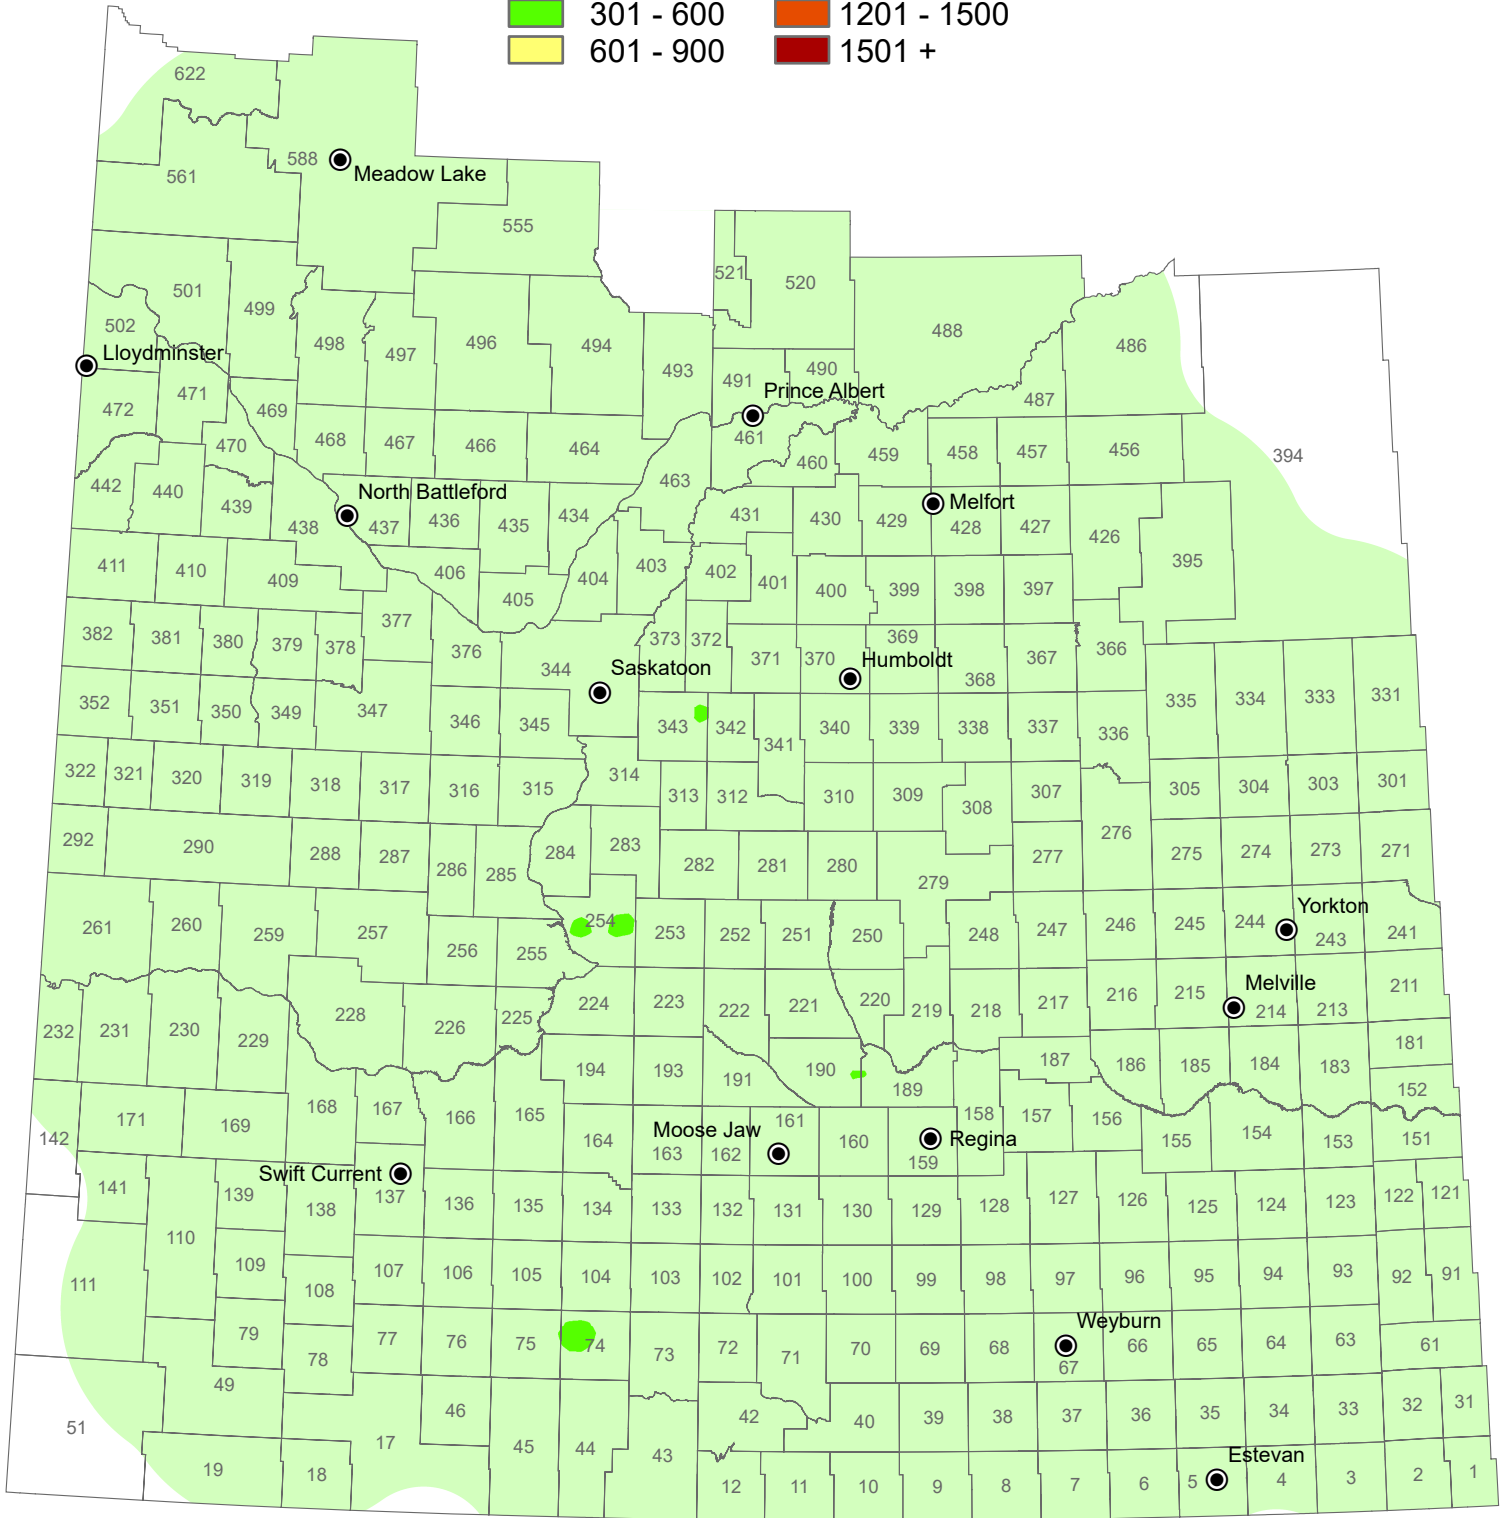 301 - 600 1201 - 1500
601 - 900 1501 +
622
588 Meadow Lake
561
555
521 520
501 499
502 498 497 496 494 488 486
Lloydminster
493 491 490
Prince Albert
472 471 469 487
468 467 466 464 461
470 460 459 458 457 456 394
463
442 440 439 438 North Battleford
437 436 435 434 431 430 429 Melfort
428 427 426
411 410 409 406 405 404 403 402 401 400 399 398 397 395
382 381 380 379 378 377 376 344 373 372 371 370 369 368 367 366
Saskatoon Humboldt
352 351 350 349 347 346 345 343 342 341 340 339 338 337 336 335 334 333 331
322 321 320 319 318 317 316 315 314 313 312 310 309 308 307 305 304 303 301
292 290 288 287 286 285 284 283 282 281 280 279 277 276 275 274 273 271
261 260 259 257 256 255 254 253 252 251 250 248 247 246 245 244 Yorkton
243 241
232 231 230 229 228 226 225 224 223 222 221 220 219 218 217 216 215 Melville
214 213 211
194 193 191 190 189 187 186 185 184 183 181
152
142 171 169 168 167 166 165 164 Moose Jaw
163 162 161 160 159 Regina
158 157 156 155 154 153 151
141 139 138 Swift Current
137 136 135 134 133 132 131 130 129 128 127 126 125 124 123 122 121
111 110 109 108 107 106 105 104 103 102 101 100 99 98 97 96 95 94 93 92 91
79 78 77 76 75 74 73 72 71 70 69 68 Weyburn
67 66 65 64 63 61
51 49 46 42 40 39 38 37 36 35 34 33 32 31
19 18 17 45 44 43 12 11 10 9 8 7 6 5 Estevan
4 3 2 1